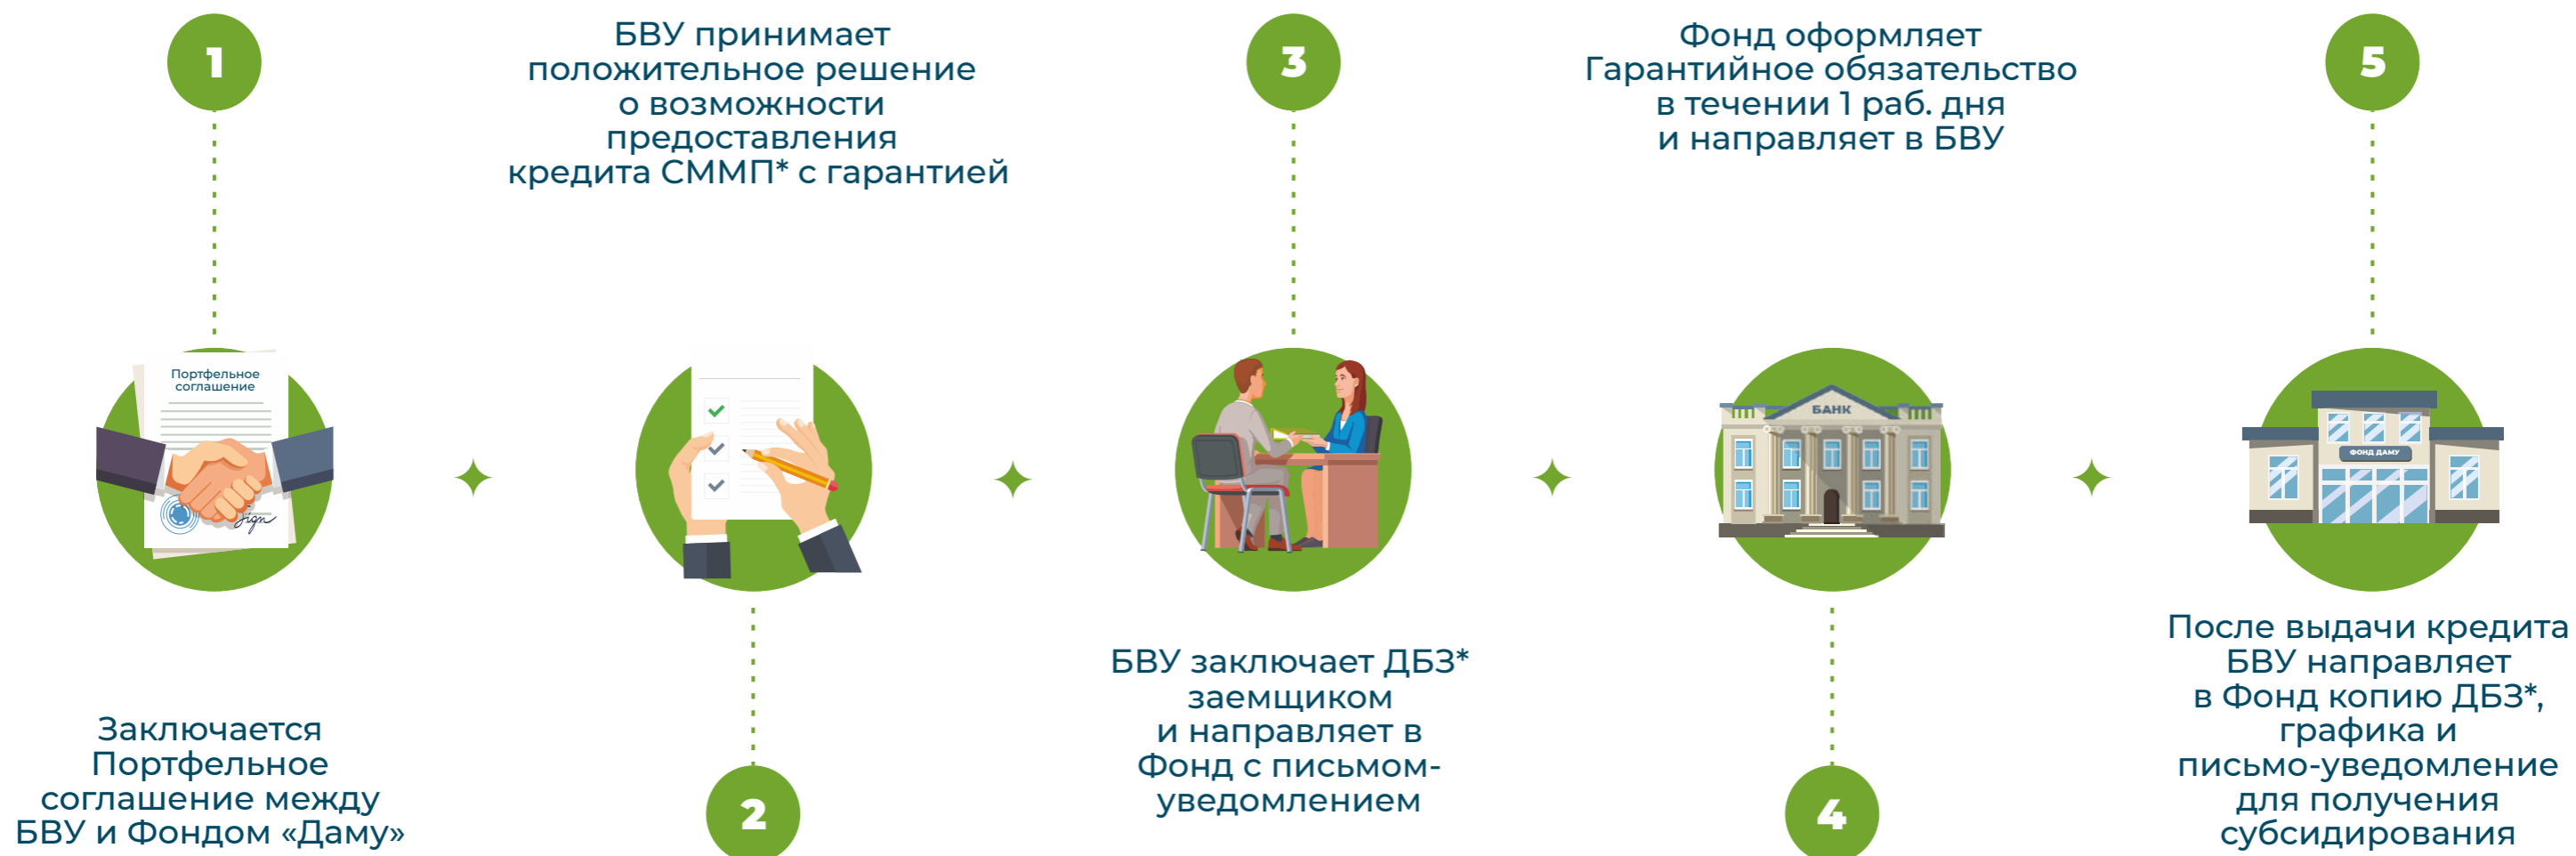 1
Портфельное
соглашение
Sign
Заключается
Портфельное
соглашение между
БВУ и Фондом «Даму»
БВУ принимает
положительное решение
о возможности
предоставления
кредита СММП* с гарантией
2
3
БВУ заключает ДБЗ*
заемщиком
и направляет в
Фонд с письмом-
уведомлением
Фонд оформляет
Гарантийное обязательство
в течении 1 раб. дня
и направляет в БВУ
БАНК
4
5
ФОНД ДАМУ
После выдачи кредита
БВУ направляет
в Фонд копию ДБЗ*,
графика и
письмо-уведомление
для получения
субсидирования